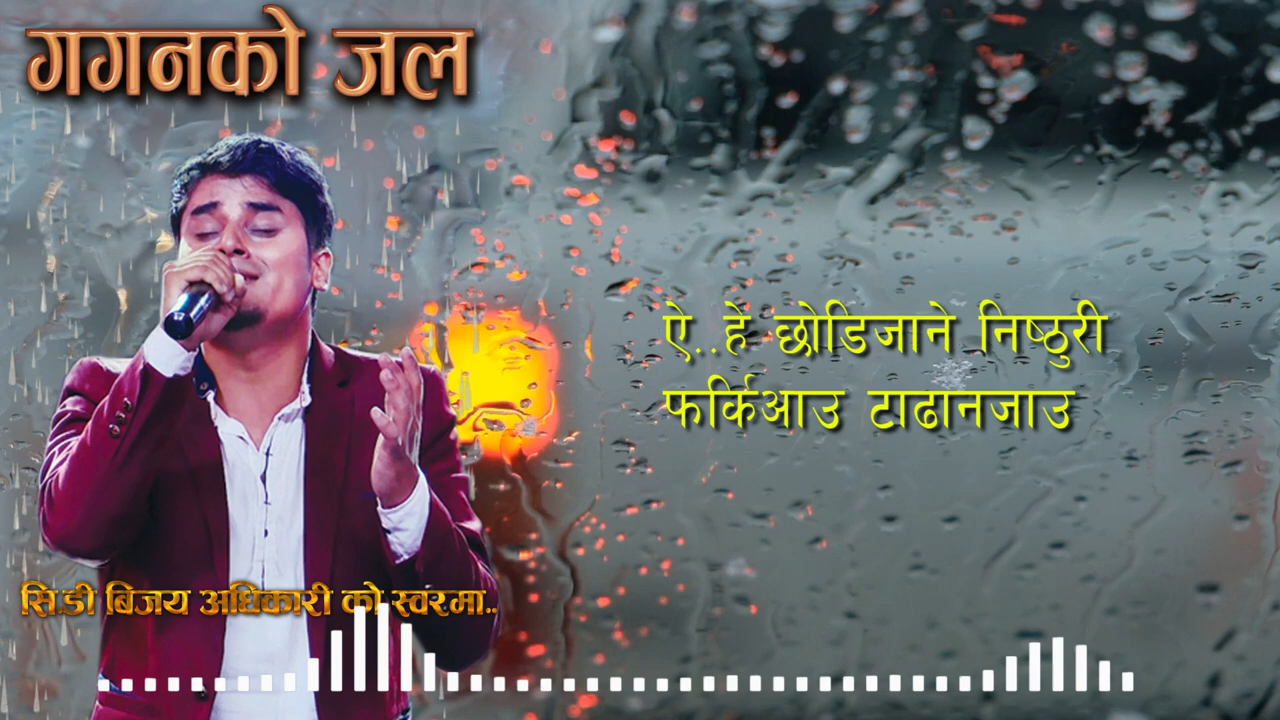 गगनको जल
ऐ..हे छोडिजाने निष्ठुरी
फर्किआउ टाढानजाउ
सि.डी बिजय अधिकारी को स्वरमा..